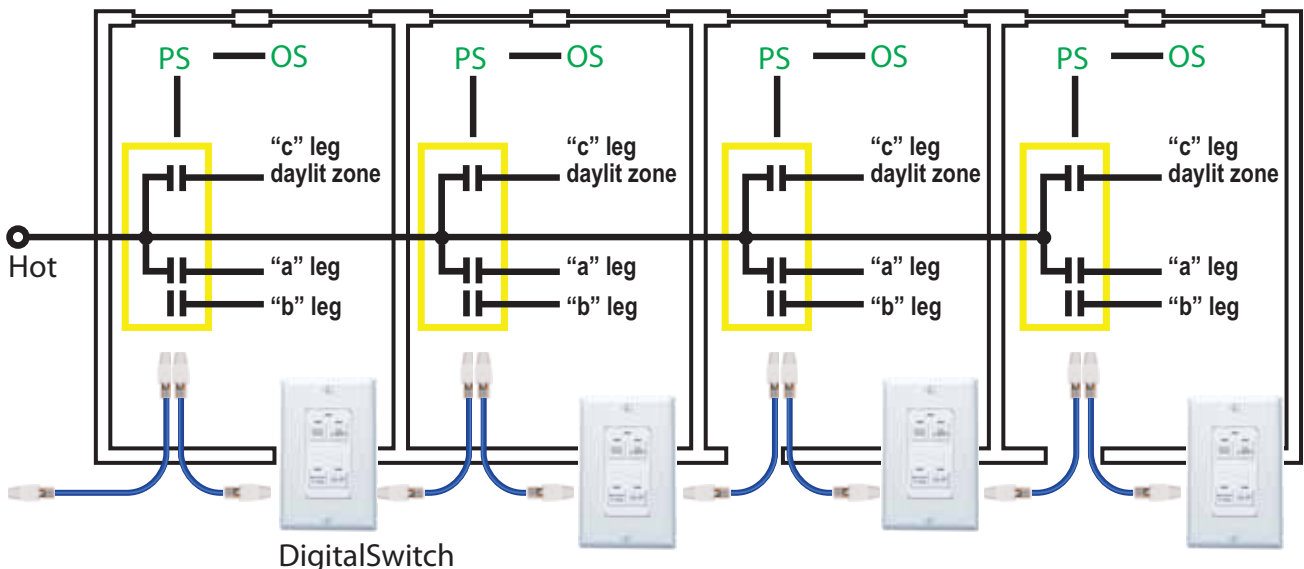 PS OS PS OS PS OS PS OS
“c” leg “c” leg “c” leg “c” leg
daylit zone daylit zone daylit zone daylit zone
Hot
“a” leg “a” leg “a” leg “a” leg
“b” leg “b” leg “b” leg “b” leg
DigitalSwitch